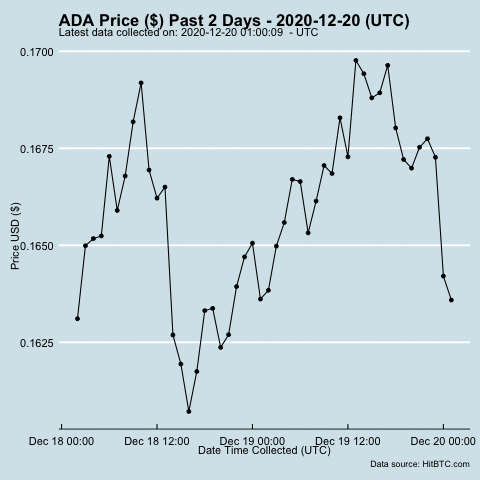 ADA Price ($) Past 2 Days - 2020-12-20 (UTC)
Latest data collected on: 2020-12-20 01:00:09 - UTC
0.1700
0.1675
0.1650
0.1625
Price USD ($)
Dec 18 00:00 Dec 18 12:00 Dec 19 00:00 Dec 19 12:00 Dec 20 00:00
Date Time Collected (UTC)
Data source: HitBTC.com